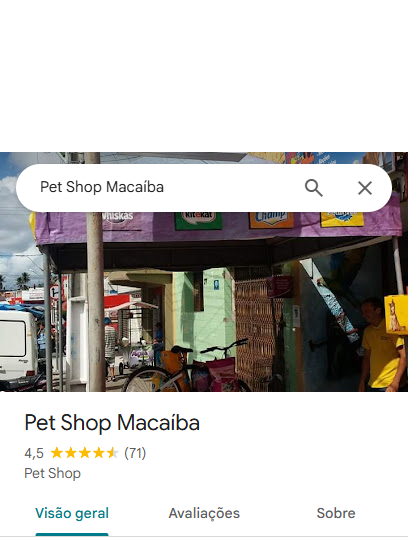 Pet Shop Macaíba
whiskas
kitekat
Champ
Pet Shop Macaíba
4,5 (71)
Pet Shop
Visão geral Avaliações Sobre